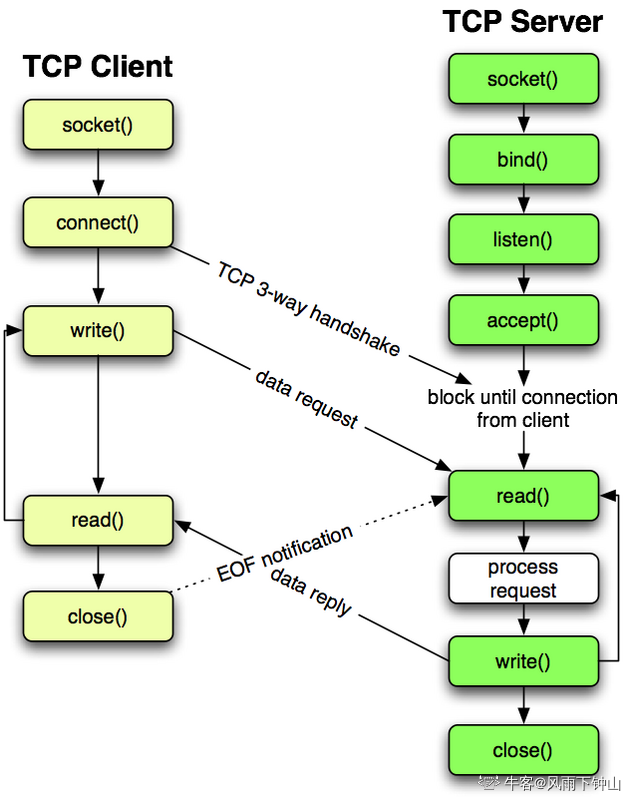 TCP Server
TCP Client
socket()
socket()
bind()
connect()
listen()
TCP 3-way handshake
accept()
write()
data request
block until connection
from client
read()
read()
EOF notification
data reply
process
request
close()
write()
close()
牛客@风雨下钟山